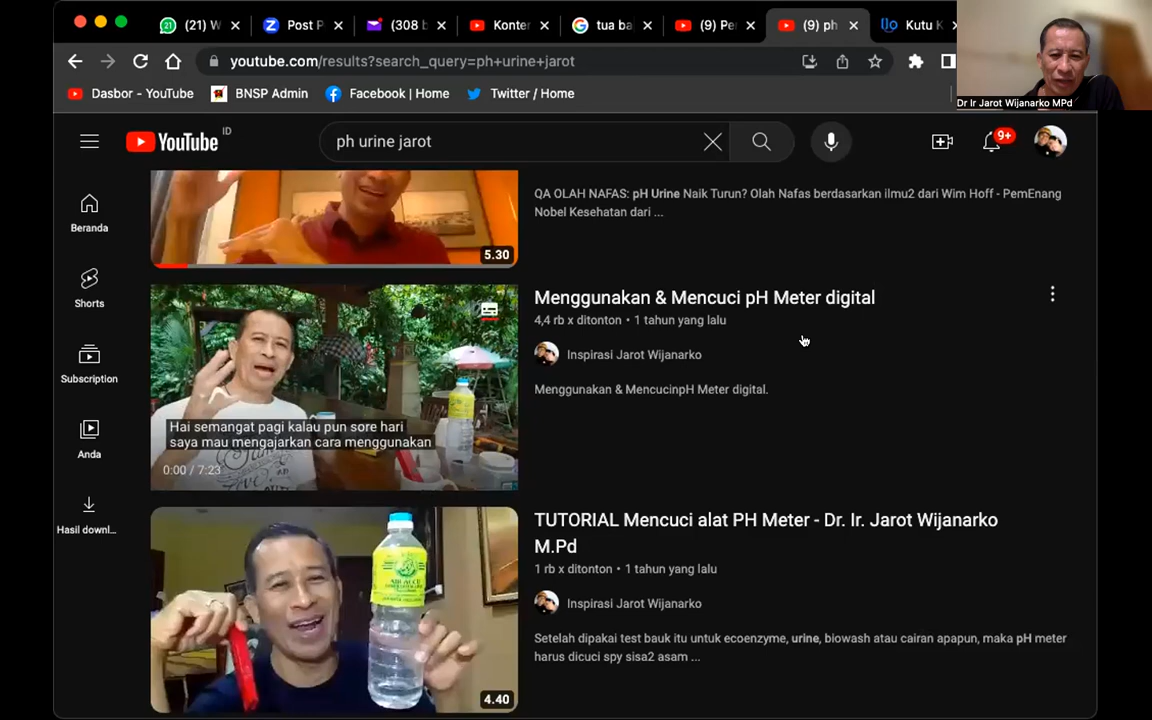 (21) W
Post P
(308 b
Konter
tua ba
(9) Pe
(9) ph
Kutu K
youtube.com/results?search_query=ph+urine+jarot
Dasbor - YouTube
BNSP Admin
Facebook | Home
Twitter / Home
Dr Ir Jarot Wijanarko MPd
YouTube ID
ph urine jarot
9+
Beranda
Shorts
Subscription
Anda
Hasil downl...
QA OLAH NAFAS: pH Urine Naik Turun? Olah Nafas berdasarkan ilmu2 dari Wim Hoff - PemEnang
Nobel Kesehatan dari ...
5.30
Menggunakan & Mencuci pH Meter digital
4,4 rb x ditonton • 1 tahun yang lalu
Inspirasi Jarot Wijanarko
Menggunakan & MencucinpH Meter digital.
Hai semangat pagi kalau pun sore hari
saya mau mengajarkan cara menggunakan
0:00 / 7:23
TUTORIAL Mencuci alat PH Meter - Dr. Ir. Jarot Wijanarko
M.Pd
1 rb x ditonton • 1 tahun yang lalu
Inspirasi Jarot Wijanarko
Setelah dipakai test bauk itu untuk ecoenzyme, urine, biowash atau cairan apapun, maka pH meter
harus dicuci spy sisa2 asam ...
4.40